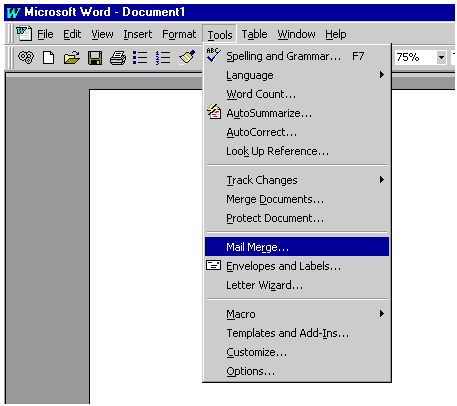 Microsoft Word - Document1
File Edit View Insert Format Tools Table Window Help
75%
ABC Spelling and Grammar... F7
Language
Word Count...
AutoSummarize...
AutoCorrect...
Look Up Reference...
Track Changes
Merge Documents...
Protect Document...
Mail Merge...
Envelopes and Labels...
Letter Wizard...
Macro
Templates and Add-Ins...
Customize...
Options...